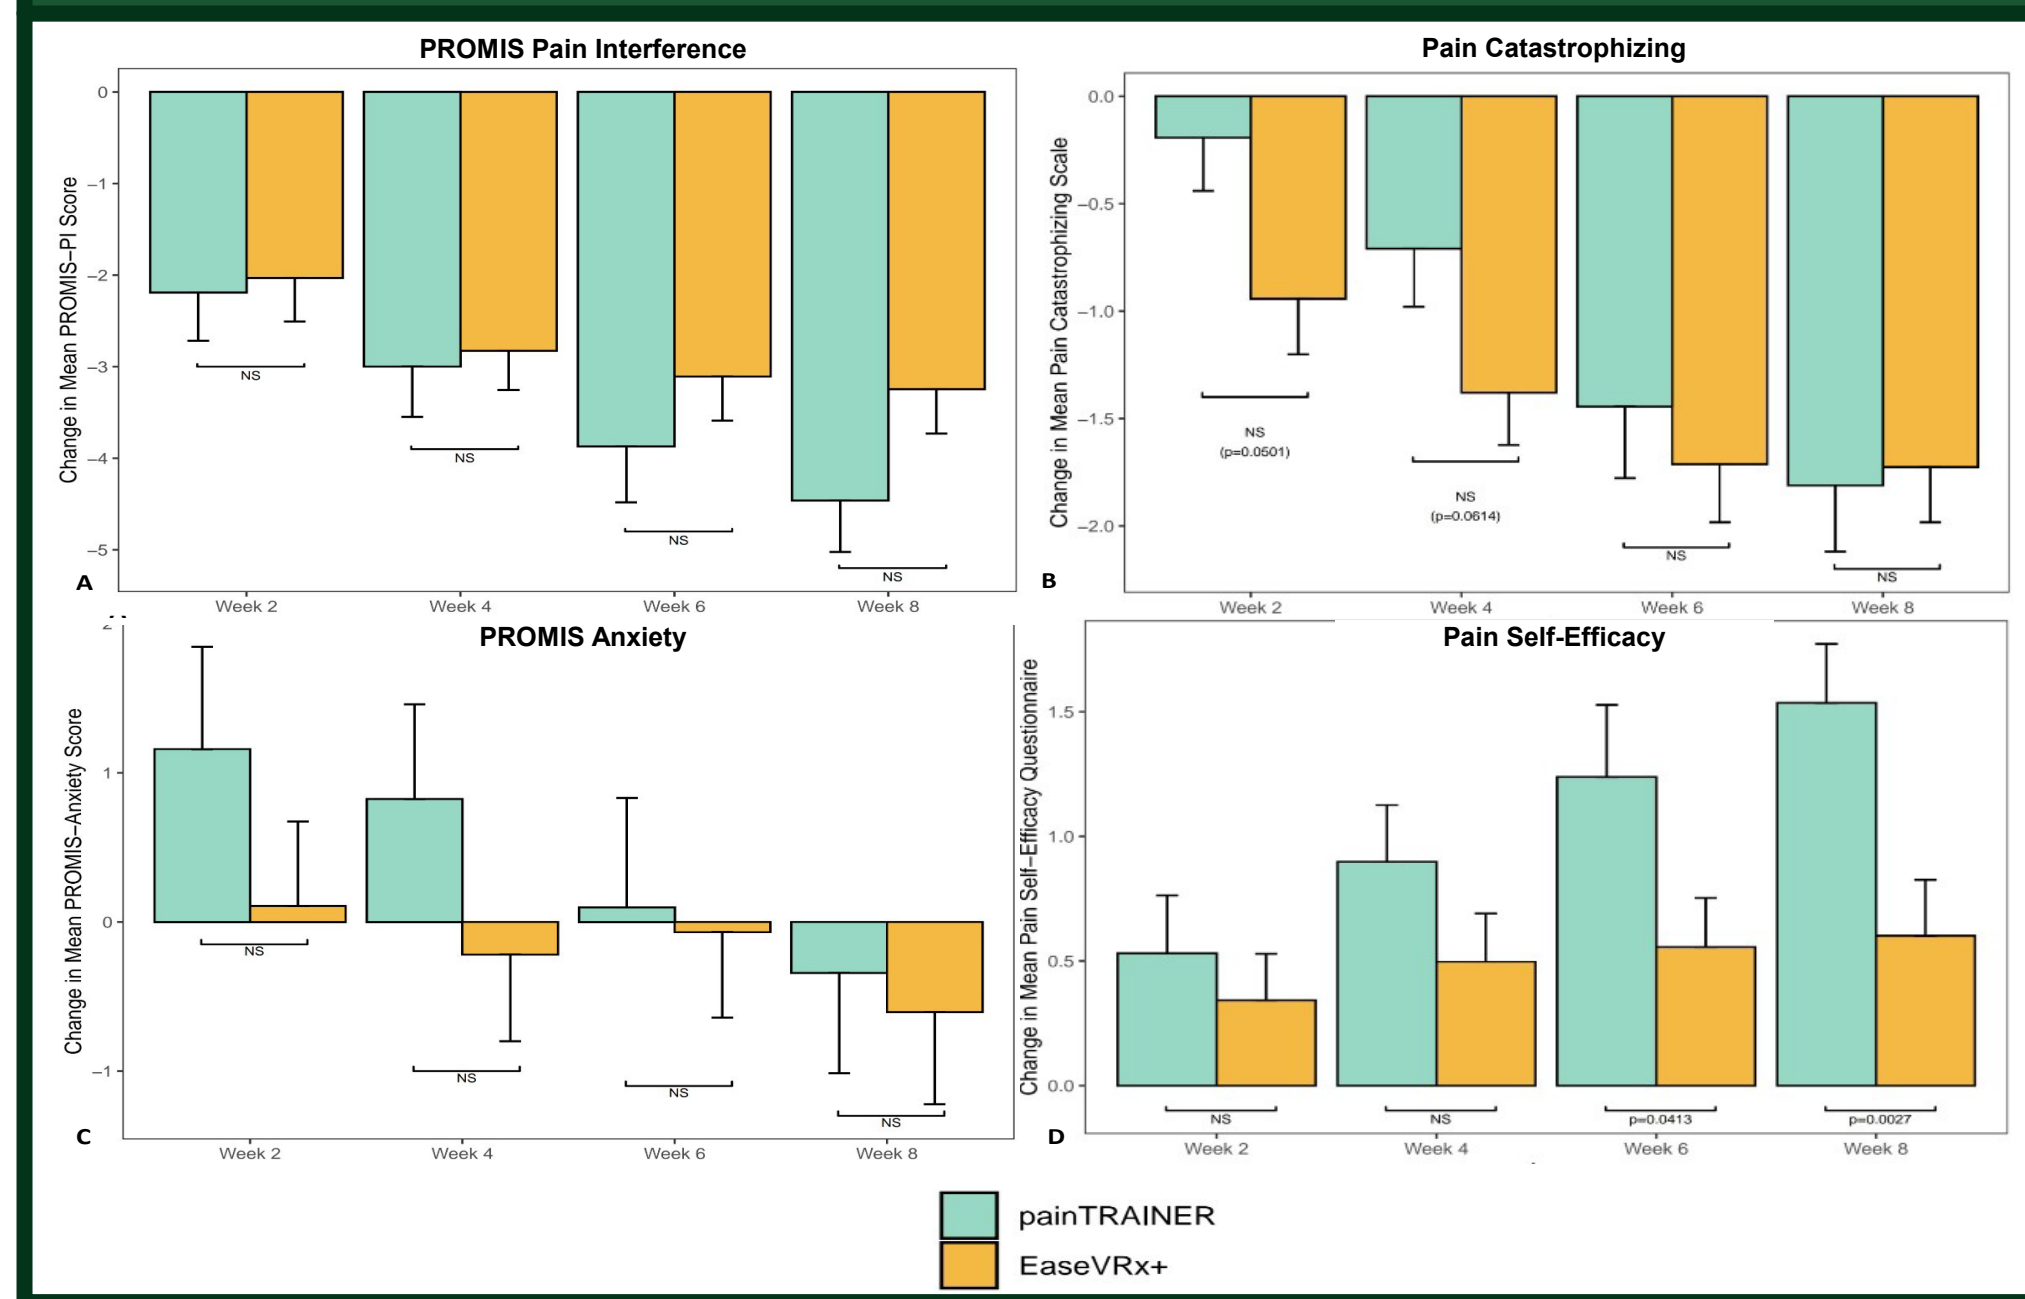 PROMIS Pain Interference
Change in Mean PROMIS−PI Score
0
−1
−2
−3
−4
−5
NS
NS
NS
NS
A
Week 2
Week 4
Week 6
Week 8
Pain Catastrophizing
Change in Mean Pain Catastrophizing Scale
0.0
−0.5
−1.0
−1.5
−2.0
NS
(p=0.0501)
NS
(p=0.0614)
NS
NS
B
Week 2
Week 4
Week 6
Week 8
PROMIS Anxiety
Change in Mean PROMIS−Anxiety Score
1
0
−1
NS
NS
NS
NS
C
Week 2
Week 4
Week 6
Week 8
Pain Self-Efficacy
Change in Mean Pain Self−Efficacy Questionnaire
1.5
1.0
0.5
0.0
NS
NS
p=0.0413
p=0.0027
D
Week 2
Week 4
Week 6
Week 8
painTRAINER
EaseVRx+